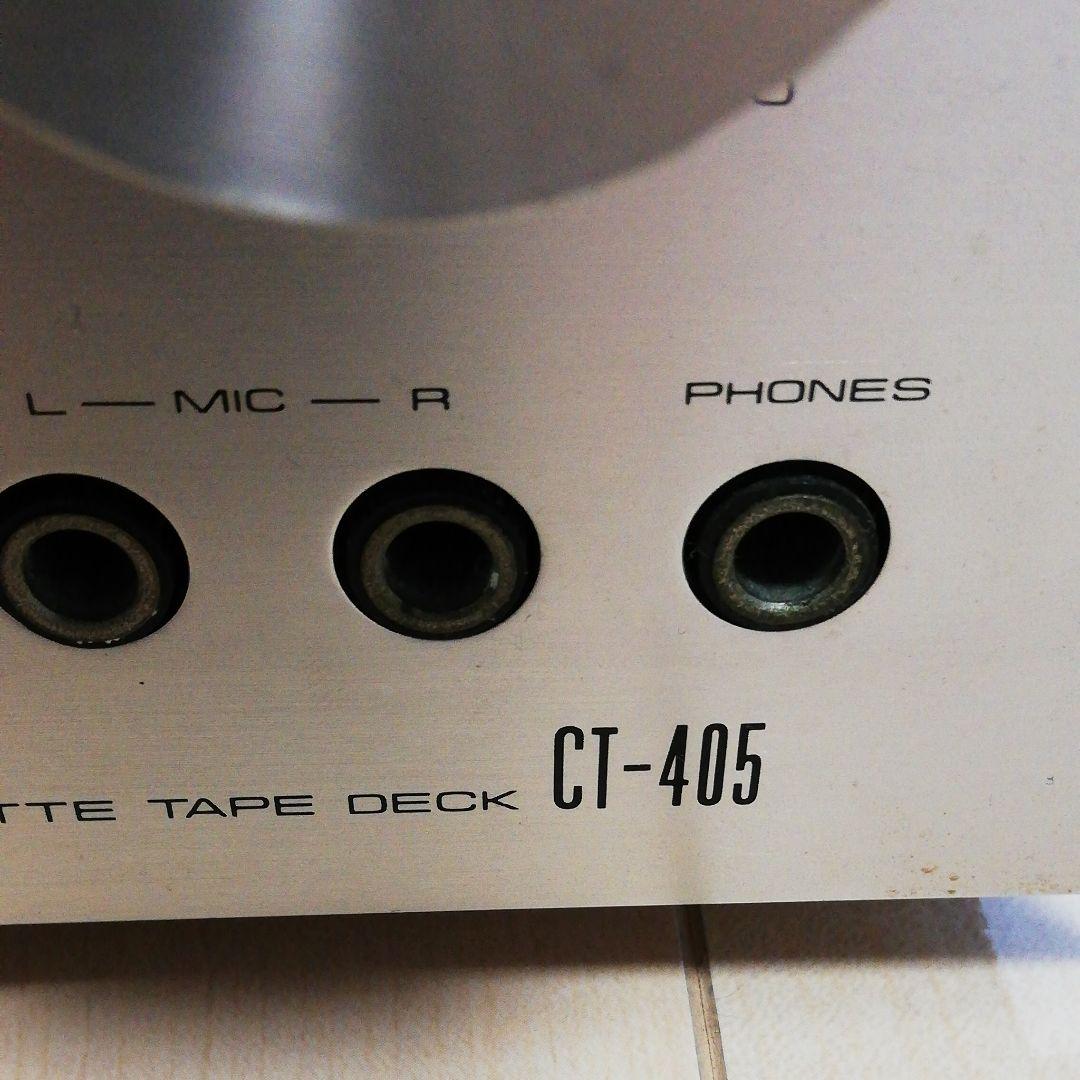 L — MIC — R PHONES
TTE TAPE DECK CT-405